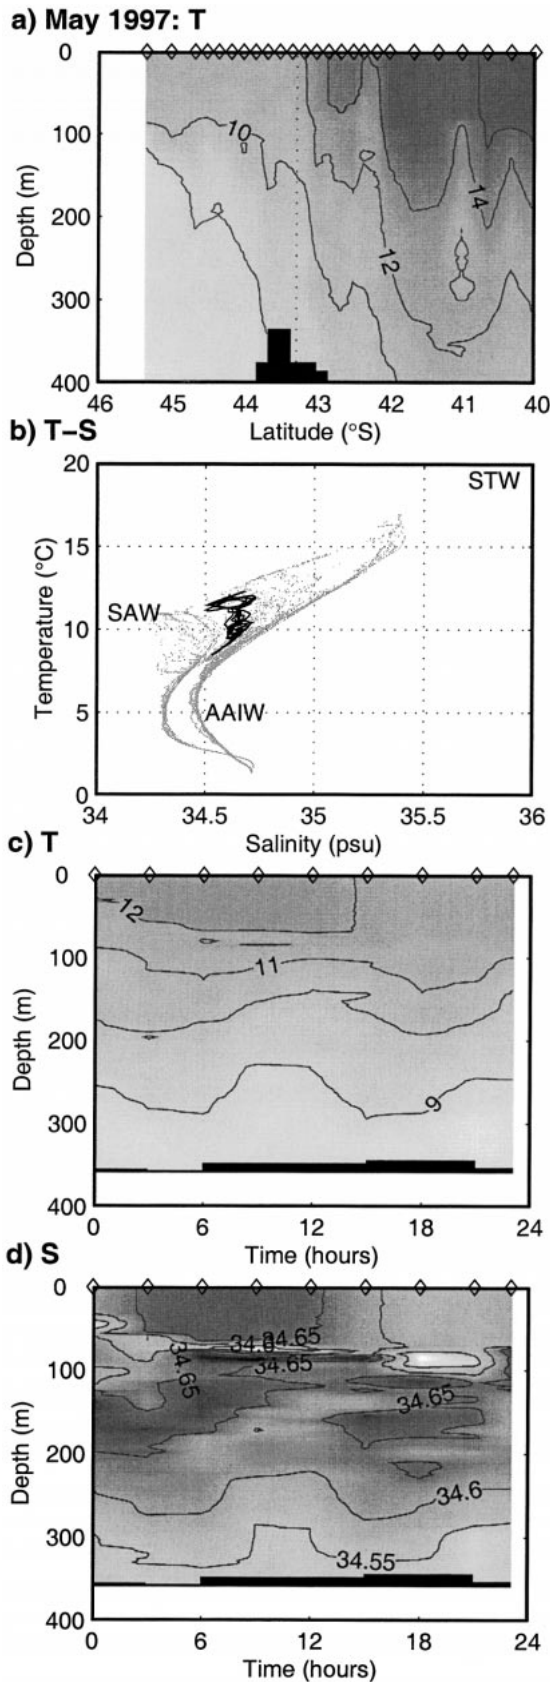 a) May 1997: T
0
100
200
300
400
Depth (m)
10
12
14
46 45 44 43 42 41 40
Latitude (°S)
b) T–S
20
15
10
5
0
Temperature (°C)
STW
SAW
AAIW
34 34.5 35 35.5 36
Salinity (psu)
c) T
0
100
200
300
400
Depth (m)
12
11
9
0 6 12 18 24
Time (hours)
d) S
0
100
200
300
400
Depth (m)
34.65
34.6
34.65
34.65
34.65
34.6
34.55
0 6 12 18 24
Time (hours)